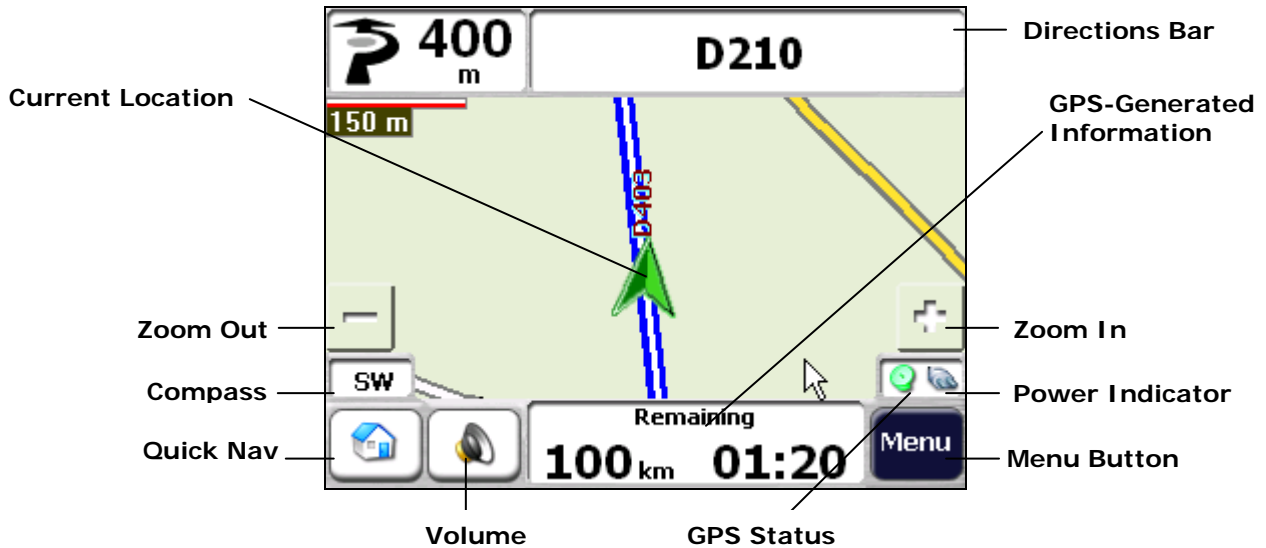 400
m
D210
Directions Bar
Current Location
GPS-Generated
Information
150 m
D403
Zoom Out
Zoom In
Compass
SW
Power Indicator
Quick Nav
Remaining
100 km 01:20
Menu
Menu Button
Volume
GPS Status